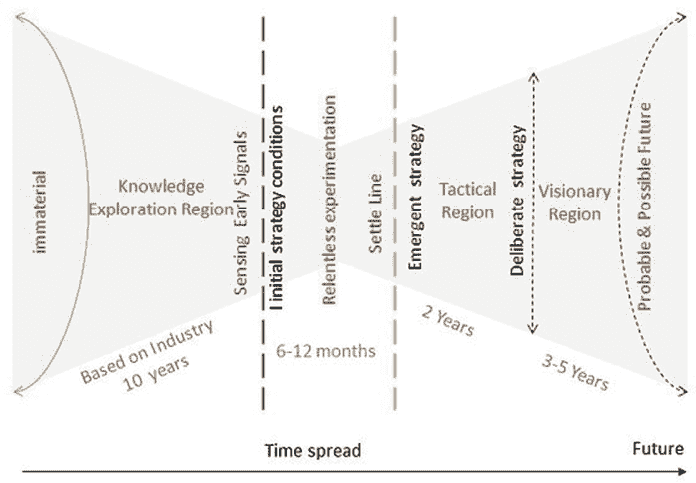 immaterial
Knowledge
Exploration Region
Sensing Early Signals
I initial strategy conditions
Relentless experimentation
Settle Line
Emergent strategy
Tactical
Region
Deliberate strategy
Visionary
Region
Probable & Possible Future
Based on Industry
10 years
6-12 months
2 Years
3-5 Years
Time spread
Future